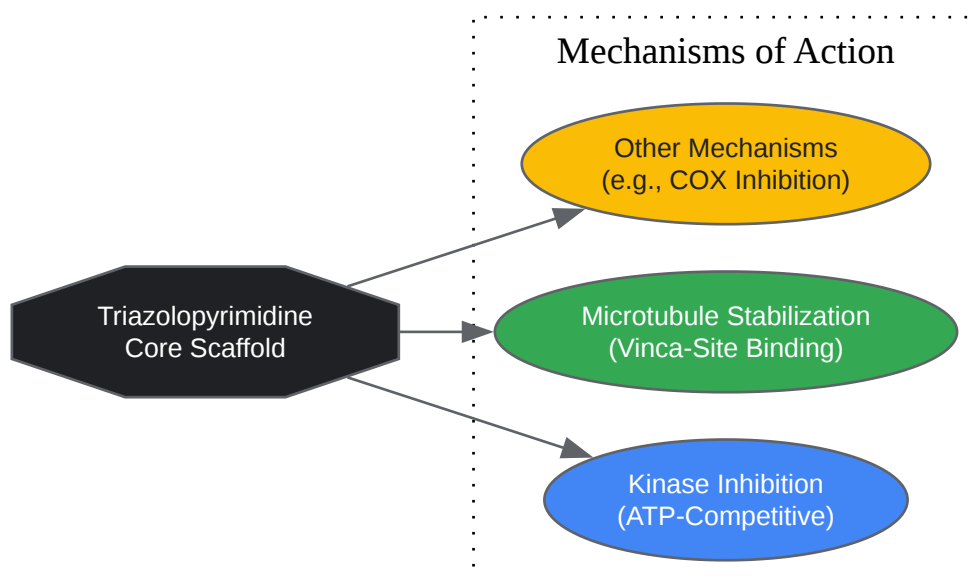 Mechanisms of Action
Other Mechanisms
(e.g., COX Inhibition)
Triazolopyrimidine
Core Scaffold
Microtubule Stabilization
(Vinca-Site Binding)
Kinase Inhibition
(ATP-Competitive)